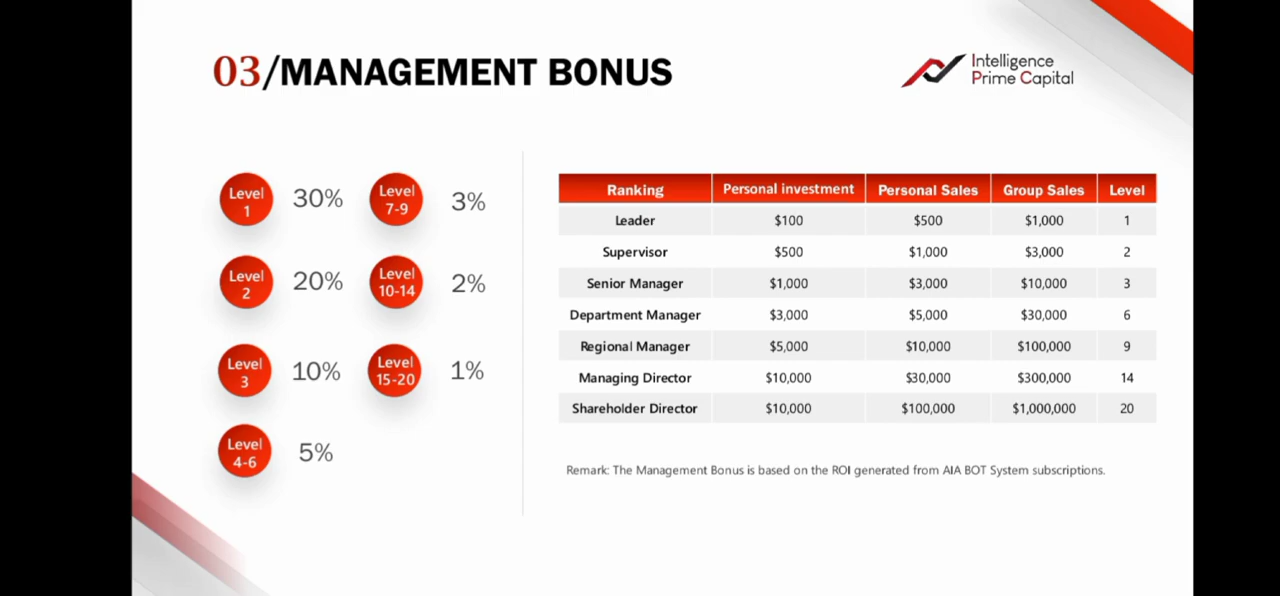 03/MANAGEMENT BONUS
Intelligence
Prime Capital
Level
1
30%
Level
7-9
3%
Level
2
20%
Level
10-14
2%
Level
3
10%
Level
15-20
1%
Level
4-6
5%
Ranking Personal investment Personal Sales Group Sales Level
Leader $100 $500 $1,000 1
Supervisor $500 $1,000 $3,000 2
Senior Manager $1,000 $3,000 $10,000 3
Department Manager $3,000 $5,000 $30,000 6
Regional Manager $5,000 $10,000 $100,000 9
Managing Director $10,000 $30,000 $300,000 14
Shareholder Director $10,000 $100,000 $1,000,000 20
Remark: The Management Bonus is based on the ROI generated from AIA BOT System subscriptions.